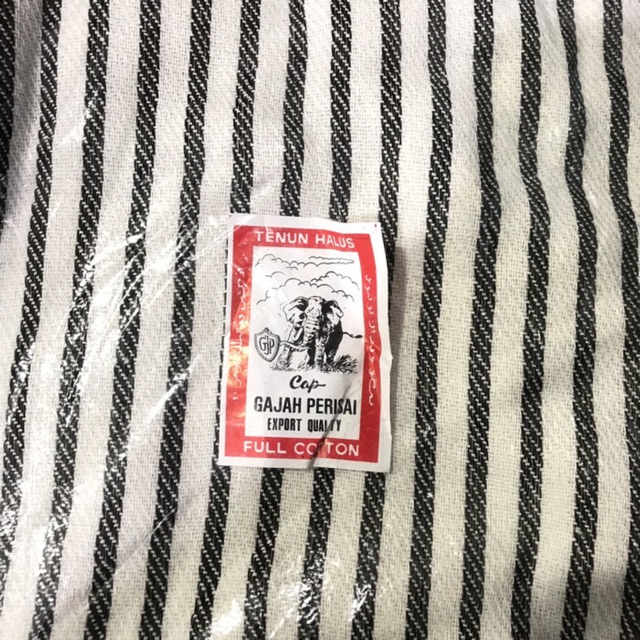 TENUN HALUS
GP
Cap
GAJAH PERISAI
EXPORT QUALITY
FULL COTTON